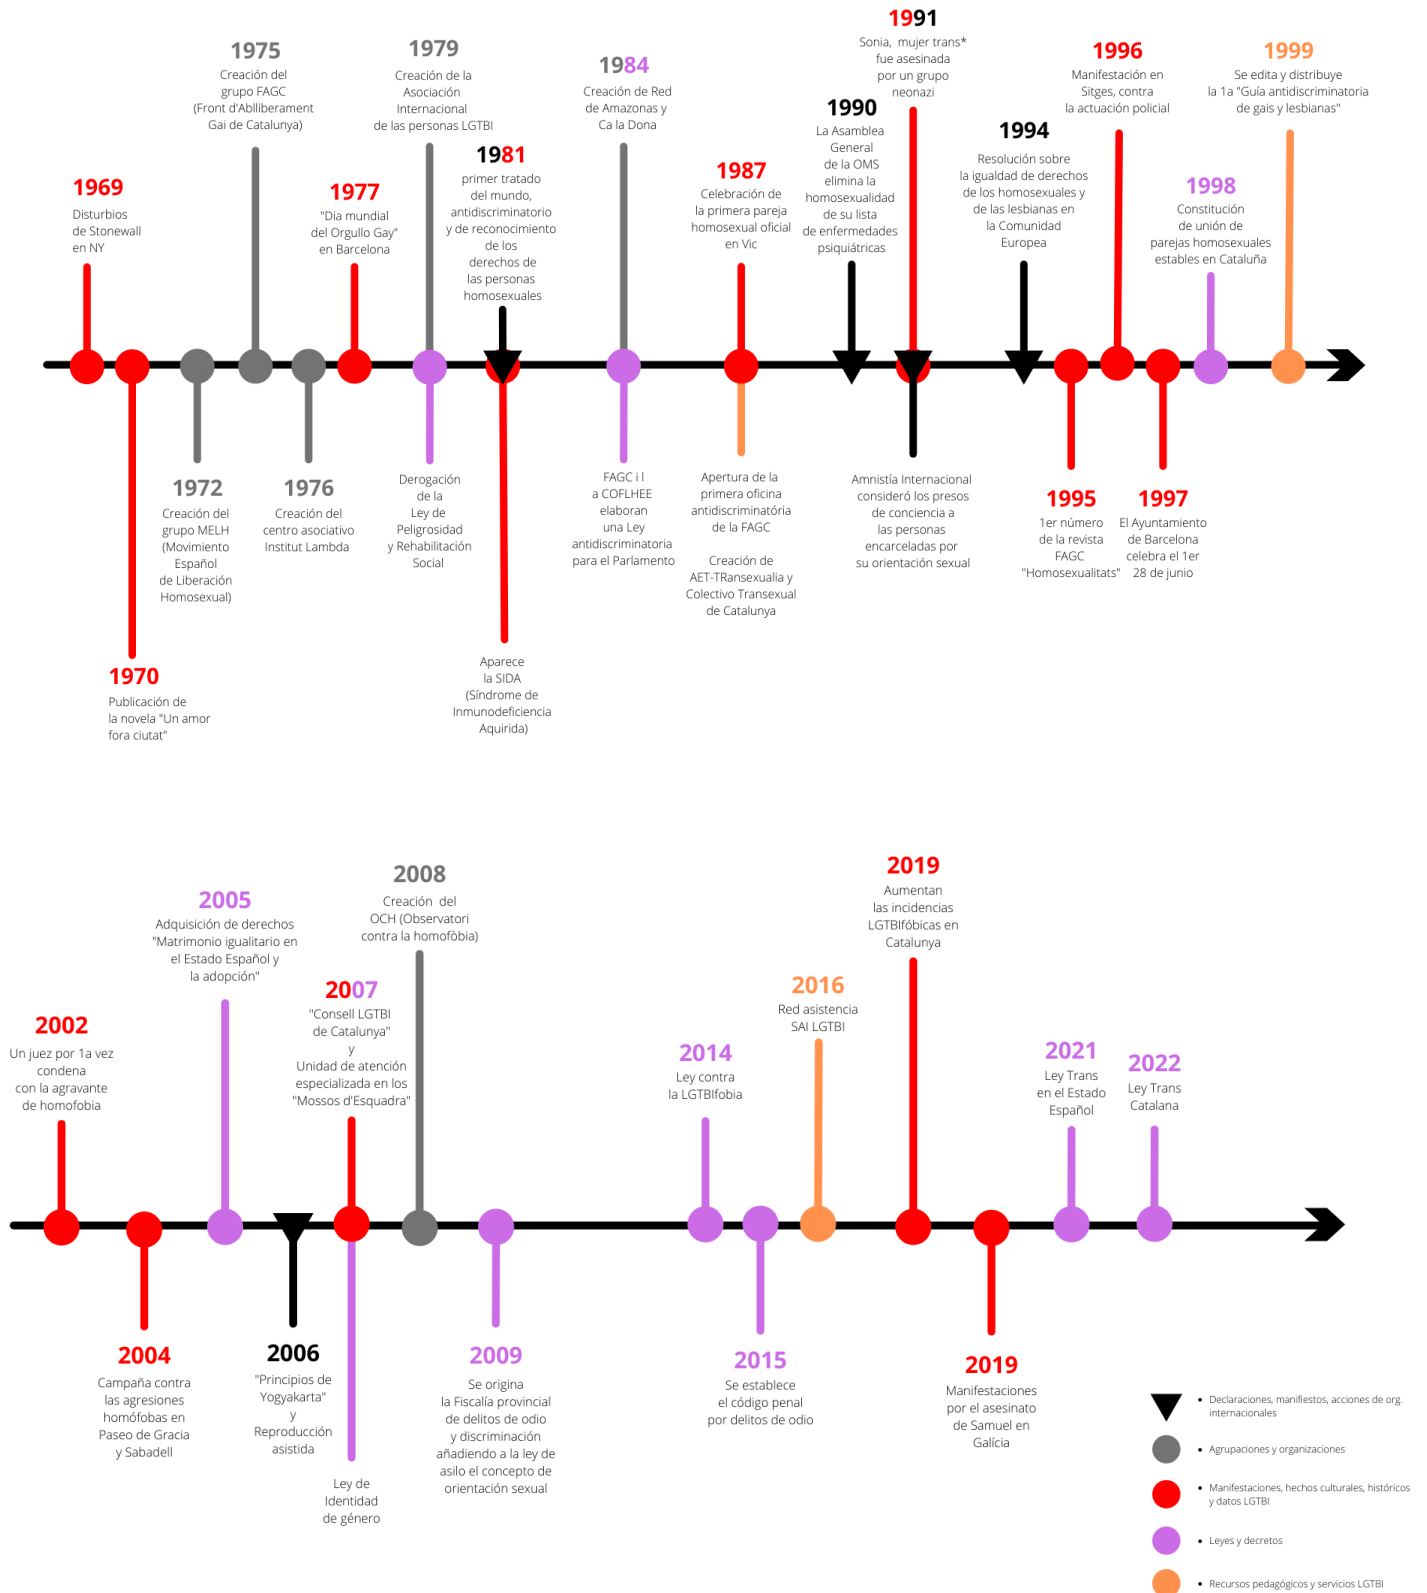 1969
Disturbios
de Stonewall
en NY
1970
Publicación de
la novela "Un amor
fora ciutat"
1972
Creación del
grupo MELH
(Movimiento
Español
de Liberación
Homosexual)
1975
Creación del
grupo FAGC
(Front d'Ablliberament
Gai de Catalunya)
1976
Creación del
centro asociativo
Institut Lambda
1977
"Dia mundial
del Orgullo Gay"
en Barcelona
1979
Creación de la
Asociación
Internacional
de las personas LGTBI
Derogación
de la
Ley de
Peligrosidad
y Rehabilitación
Social
1981
primer tratado
del mundo,
antidiscriminatorio
y de reconocimiento
de los
derechos de
las personas
homosexuales
Aparece
la SIDA
(Síndrome de
Inmunodeficiencia
Aquirida)
1984
Creación de Red
de Amazonas y
Ca la Dona
FAGC i l
a COFLHEE
elaboran
una Ley
antidiscriminatoria
para el Parlamento
1987
Celebración de
la primera pareja
homosexual oficial
en Vic
Apertura de la
primera oficina
antidiscriminatória
de la FAGC
Creación de
AET-TRansexualia y
Colectivo Transexual
de Catalunya
1990
La Asamblea
General
de la OMS
elimina la
homosexualidad
de su lista
de enfermedades
psiquiátricas
1991
Sonia, mujer trans*
fue asesinada
por un grupo
neonazi
Amnistía Internacional
consideró los presos
de conciencia a
las personas
encarceladas por
su orientación sexual
1994
Resolución sobre
la igualdad de derechos
de los homosexuales y
de las lesbianas en
la Comunidad
Europea
1995
1er número
de la revista
FAGC
"Homosexualitats"
1996
Manifestación en
Sitges, contra
la actuación policial
1997
El Ayuntamiento
de Barcelona
celebra el 1er
28 de junio
1998
Constitución
de unión de
parejas homosexuales
estables en Cataluña
1999
Se edita y distribuye
la 1a "Guía antidiscriminatoria
de gais y lesbianas"
2002
Un juez por 1a vez
condena
con la agravante
de homofobia
2004
Campaña contra
las agresiones
homófobas en
Paseo de Gracia
y Sabadell
2005
Adquisición de derechos
"Matrimonio igualitario en
el Estado Español y
la adopción"
2006
"Principios de
Yogyakarta"
y
Reproducción
asistida
2007
"Consell LGTBI
de Catalunya"
y
Unidad de atención
especializada en los
"Mossos d'Esquadra"
Ley de
Identidad
de género
2008
Creación del
OCH (Observatori
contra la homofòbia)
2009
Se origina
la Fiscalía provincial
de delitos de odio
y discriminación
añadiendo a la ley de
asilo el concepto de
orientación sexual
2014
Ley contra
la LGTBIfobia
2015
Se establece
el código penal
por delitos de odio
2016
Red asistencia
SAI LGTBI
2019
Aumentan
las incidencias
LGTBIfóbicas en
Catalunya
2019
Manifestaciones
por el asesinato
de Samuel en
Galícia
2021
Ley Trans
en el Estado
Español
2022
Ley Trans
Catalana
• Declaraciones, manifiestos, acciones de org.
internacionales
• Agrupaciones y organizaciones
• Manifestaciones, hechos culturales, históricos
y datos LGTBI
• Leyes y decretos
• Recursos pedagógicos y servicios LGTBI